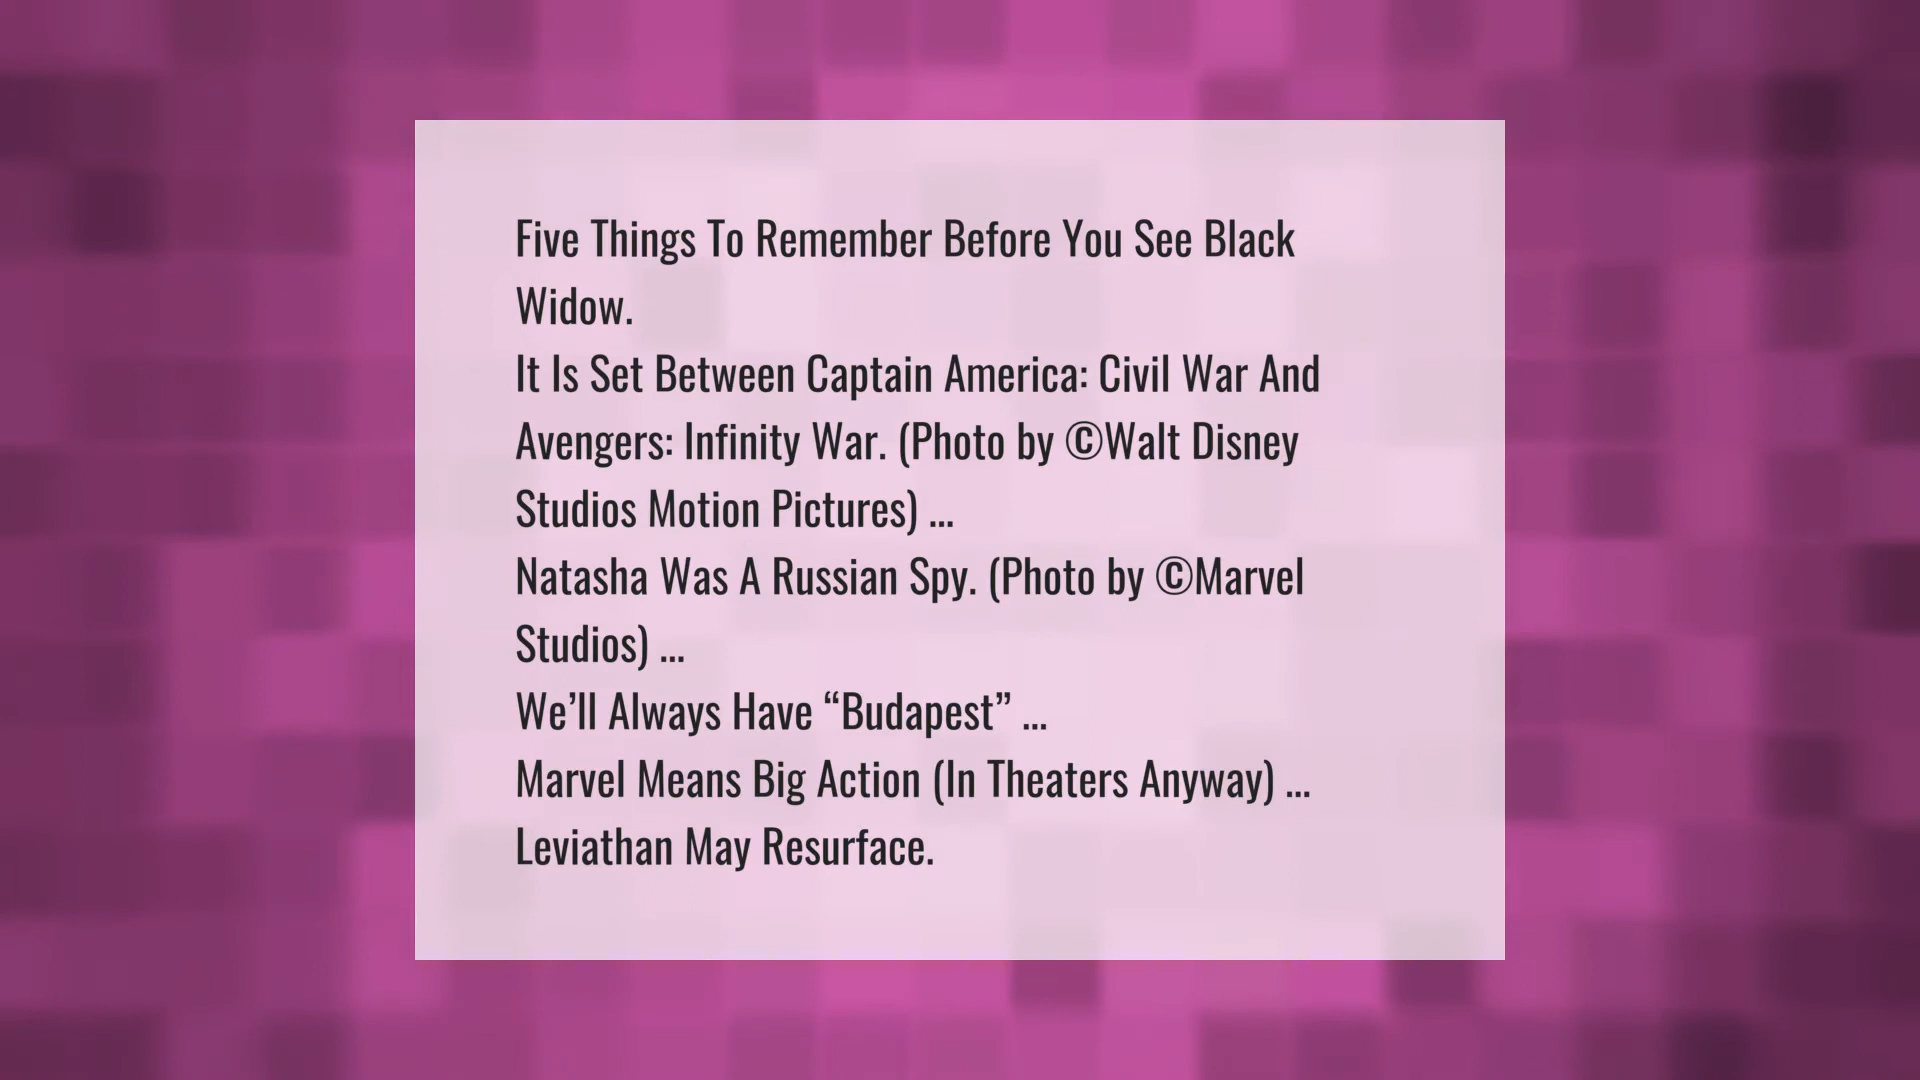 Five Things To Remember Before You See Black
Widow.
It Is Set Between Captain America: Civil War And
Avengers: Infinity War. (Photo by ©Walt Disney
Studios Motion Pictures) ...
Natasha Was A Russian Spy. (Photo by ©Marvel
Studios) ...
We’ll Always Have “Budapest” ...
Marvel Means Big Action (In Theaters Anyway) ...
Leviathan May Resurface.